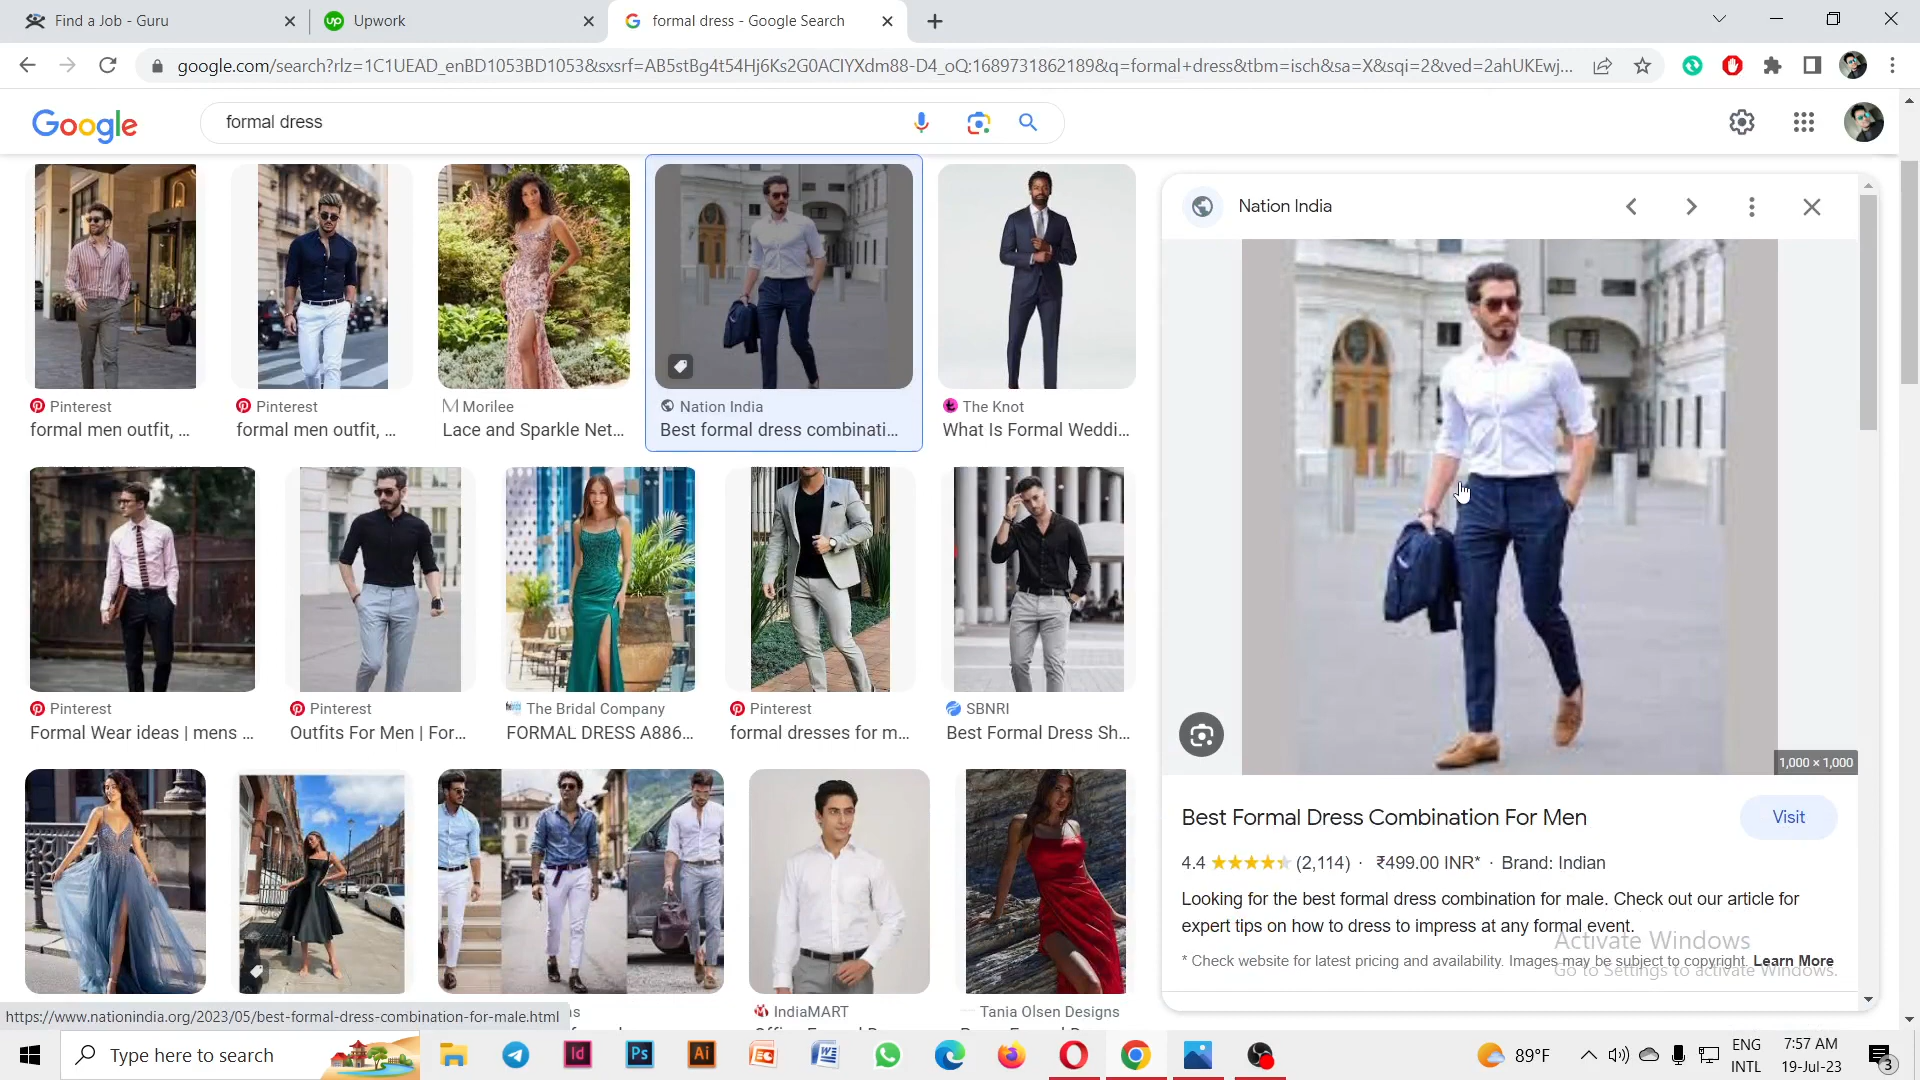 Find a Job - Guru
Upwork
formal dress - Google Search
google.com/search?rlz=1C1UEAD_enBD1053BD1053&sxsrf=AB5stBg4t54Hj6Ks2G0ACIYXdm88-D4_oQ:1689731862189&q=formal+dress&tbm=isch&sa=X&sqi=2&ved=2ahUKEwj...
Google
formal dress
Nation India
Pinterest
formal men outfit, ...
Pinterest
formal men outfit, ...
Morilee
Lace and Sparkle Net...
Nation India
Best formal dress combinati...
The Knot
What Is Formal Weddi...
Pinterest
Formal Wear ideas | mens ...
Pinterest
Outfits For Men | For...
The Bridal Company
FORMAL DRESS A886...
Pinterest
formal dresses for m...
SBNRI
Best Formal Dress Sh...
1,000 × 1,000
Best Formal Dress Combination For Men
Visit
4.4 (2,114) · ₹499.00 INR* · Brand: Indian
Looking for the best formal dress combination for male. Check out our article for
expert tips on how to dress to impress at any formal event.
* Check website for latest pricing and availability. Images may be subject to copyright. Learn More
Activate Windows
Go to Settings to activate Windows.
IndiaMART
Tania Olsen Designs
https://www.nationindia.org/2023/05/best-formal-dress-combination-for-male.html
Type here to search
Id
Ps
Ai
89°F
ENG
INTL
7:57 AM
19-Jul-23
3